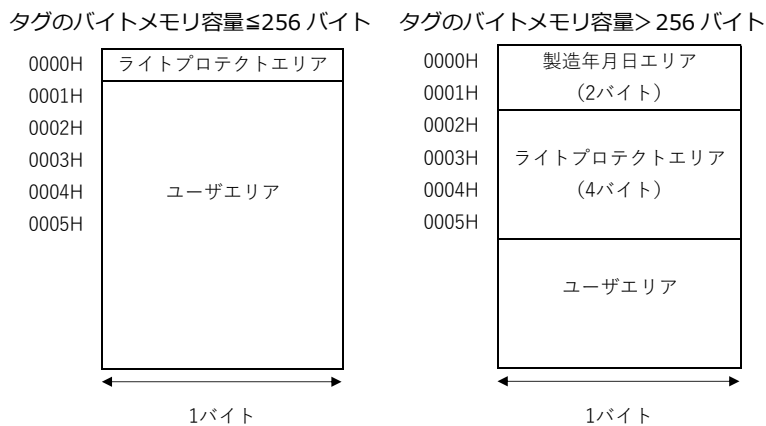 タグのバイトメモリ容量≦256 バイト
0000H
ライトプロテクトエリア
0001H
0002H
0003H
0004H
ユーザエリア
0005H
1バイト
タグのバイトメモリ容量＞256 バイト
0000H
製造年月日エリア
0001H
（2バイト）
0002H
0003H
ライトプロテクトエリア
0004H
（4バイト）
0005H
ユーザエリア
1バイト